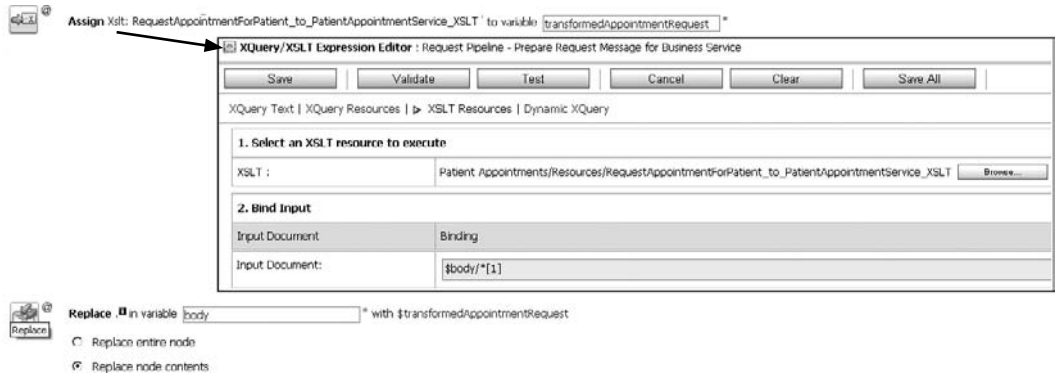 @ Assign Xslt: RequestAppointmentForPatient_to_PatientAppointmentService_XSLT to variable transformedAppointmentRequest *
XQuery/XSLT Expression Editor : Request Pipeline - Prepare Request Message for Business Service
Save Validate Test Cancel Clear Save All
XQuery Text | XQuery Resources | XSLT Resources | Dynamic XQuery
1. Select an XSLT resource to execute
XSLT : Patient Appointments/Resources/RequestAppointmentForPatient_to_PatientAppointmentService_XSLT Browse...
2. Bind Input
Input Document Binding
Input Document: $body/*[1]
@ Replace . in variable body * with $transformedAppointmentRequest
Replace
Replace entire node
Replace node contents